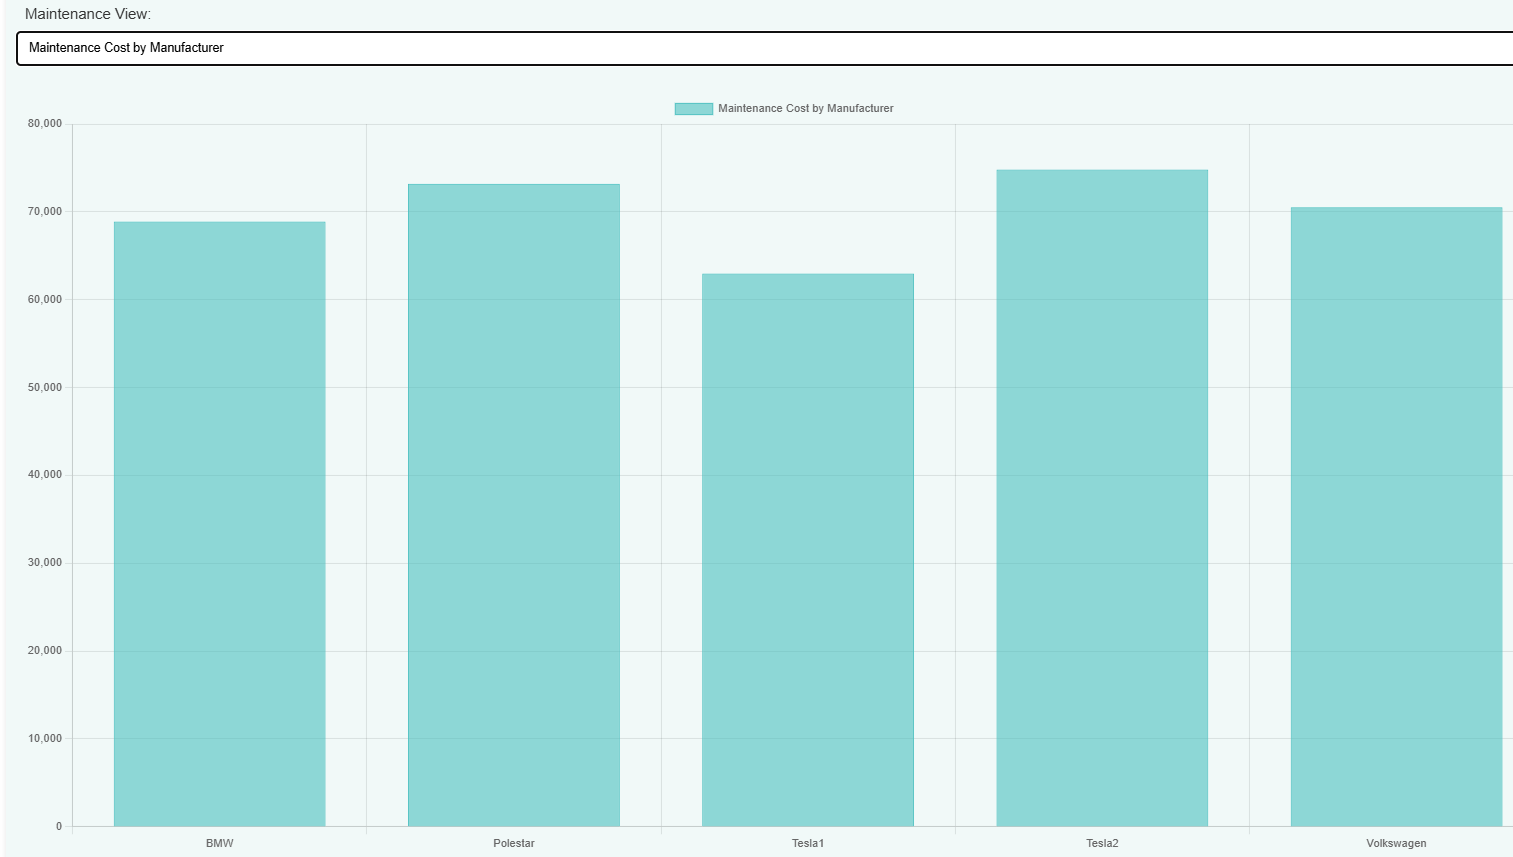 Maintenance View:
Maintenance Cost by Manufacturer
Maintenance Cost by Manufacturer
80,000
70,000
60,000
50,000
40,000
30,000
20,000
10,000
0
BMW Polestar Tesla1 Tesla2 Volkswagen